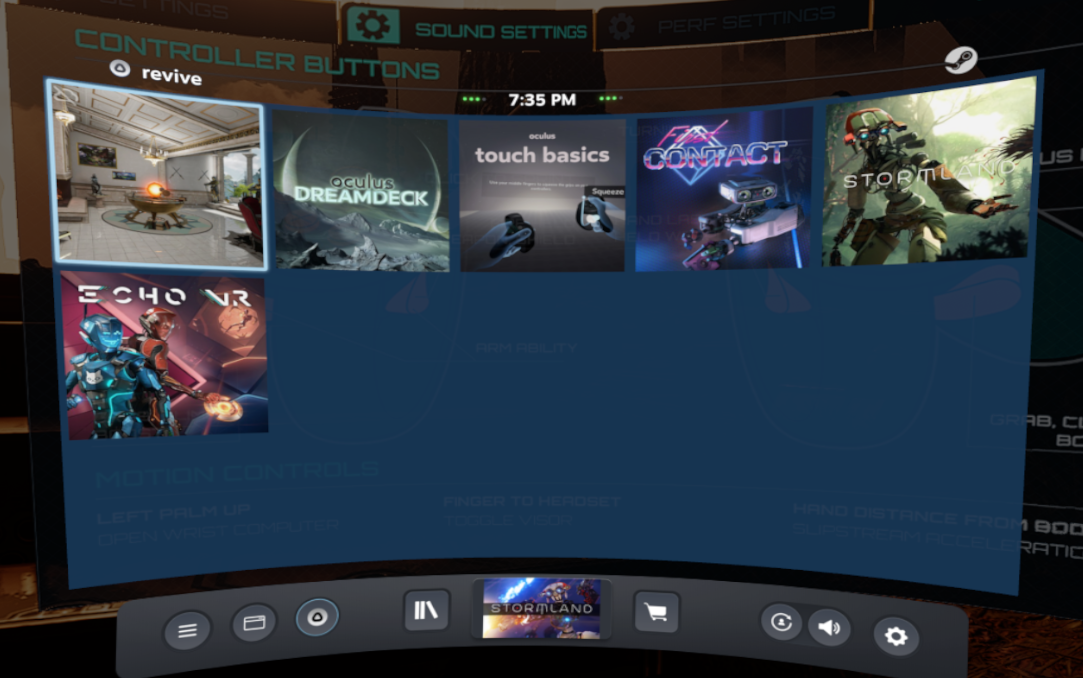 SETTINGS
SOUND SETTINGS
PERF SETTINGS
CONTROLLER BUTTONS
revive
7:35 PM
oculus
DREAMDECK
oculus
touch basics
Squeeze
CONTACT
STORMLAND
ECHO VR
ARM ABILITY
MOTION CONTROLS
LEFT PALM UP
OPEN WRIST COMPUTER
FINGER TO HEADSET
TOGGLE VISOR
HAND DISTANCE FROM BOD
SLIPSTREAM ACCELERATIO
GRAB, CL
STORMLAND